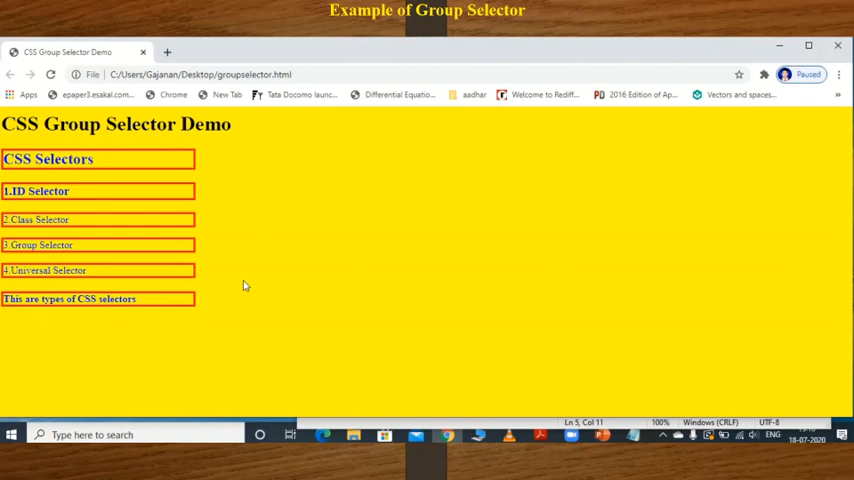 Example of Group Selector
CSS Group Selector Demo
File C:/Users/Gajanan/Desktop/groupselector.html Paused
Apps epaper3.esakal.com Chrome New Tab Tata Docomo launc... Differential Equatio... aadhar Welcome to Rediff... PD 2016 Edition of Ap... Vectors and spaces... »
CSS Group Selector Demo
CSS Selectors
1.ID Selector
2.Class Selector
3.Group Selector
4.Universal Selector
This are types of CSS selectors
Ln 5, Col 11 100% Windows (CRLF) UTF-8
Type here to search ENG
18-07-2020